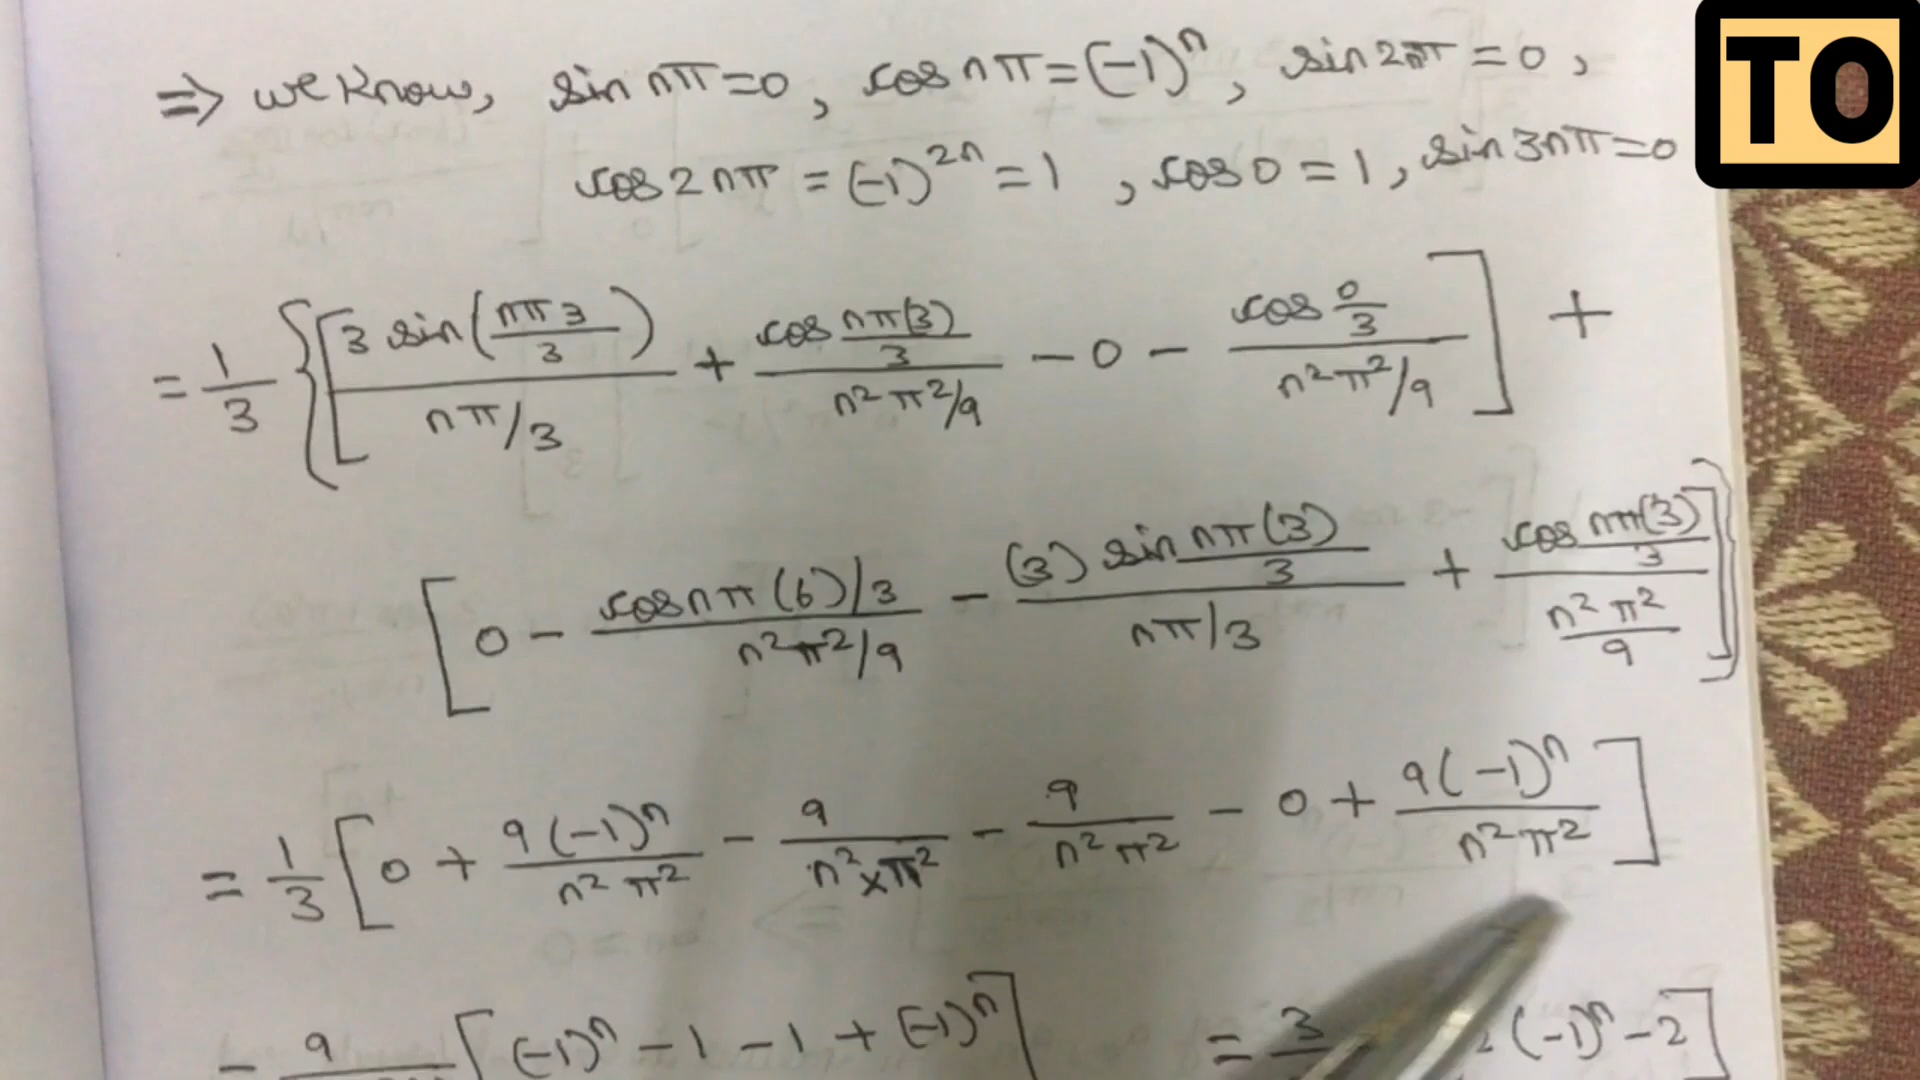 ⇒ we know, sin nπ=0, cos nπ=(-1)ⁿ, sin 2nπ = 0,
cos 2nπ = (-1)²ⁿ = 1, cos 0 = 1, sin 3nπ=0
TO
= 1/3 {[3 sin(nπ3/3) / nπ/3 + cos nπ(3)/3 / n²π²/9 - 0 - cos 0/3 / n²π²/9] +
[0 - cos nπ(6)/3 / n²π²/9 - (3) sin nπ(3)/3 / nπ/3 + cos nπ(3)/3 / n²π²/9]}
= 1/3 [0 + 9(-1)ⁿ/n²π² - 9/n²×π² - 9/n²π² - 0 + 9(-1)ⁿ/n²π²]
= 9 [(-1)ⁿ - 1 - 1 + (-1)ⁿ] = 3 2(-1)ⁿ - 2]